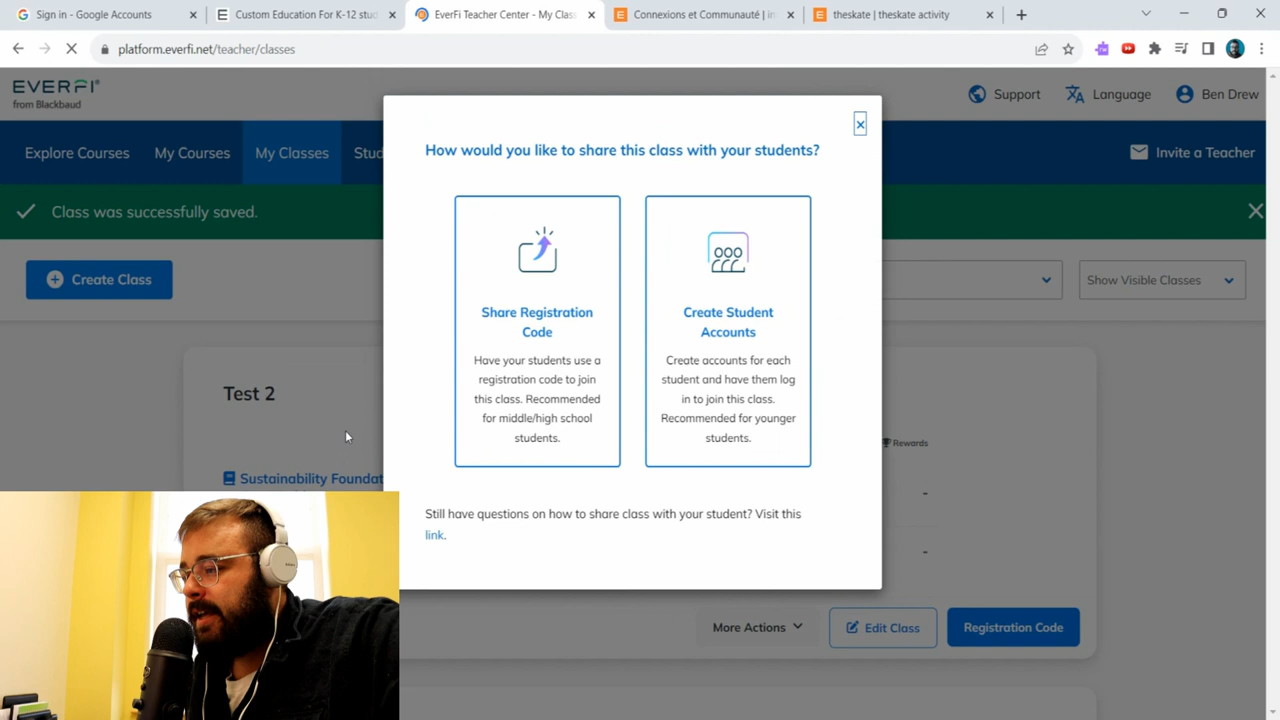 Sign in - Google Accounts
Custom Education For K-12 stu
EverFi Teacher Center - My Clas
Connexions et Communauté | in
theskate | theskate activity
platform.everfi.net/teacher/classes
EVERFI®
from Blackbaud
Support
Language
Ben Drew
Explore Courses
My Courses
My Classes
Stud
Invite a Teacher
Class was successfully saved.
Create Class
Show Visible Classes
How would you like to share this class with your students?
Share Registration
Code
Have your students use a
registration code to join
this class. Recommended
for middle/high school
students.
Create Student
Accounts
Create accounts for each
student and have them log
in to join this class.
Recommended for younger
students.
Still have questions on how to share class with your student? Visit this
link.
Test 2
Rewards
Sustainability Foundat
-
-
More Actions
Edit Class
Registration Code